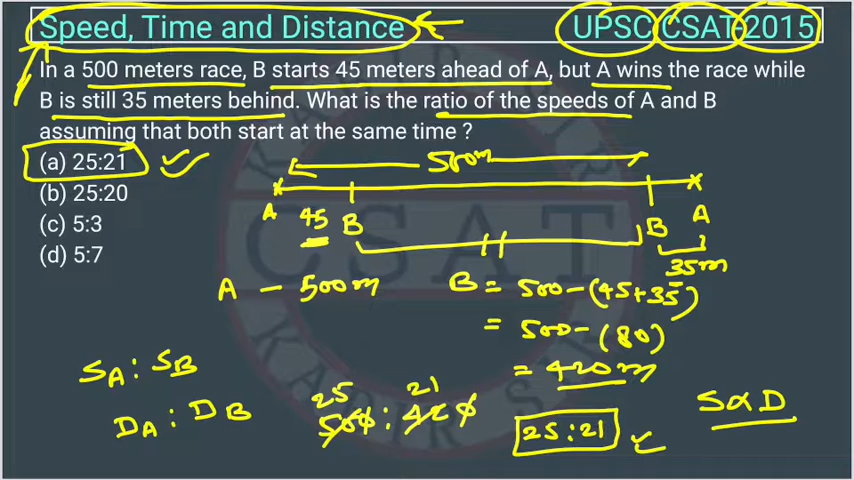 Speed, Time and Distance
UPSC CSAT 2015
In a 500 meters race, B starts 45 meters ahead of A, but A wins the race while
B is still 35 meters behind. What is the ratio of the speeds of A and B
assuming that both start at the same time ?
(a) 25:21
(b) 25:20
(c) 5:3
(d) 5:7
500m
A 45 B B A
35m
A - 500m
B = 500-(45+35)
= 500-(80)
= 420m
SA : SB
DA : DB
25 21
500 : 420
25:21
S∝D
CSAT